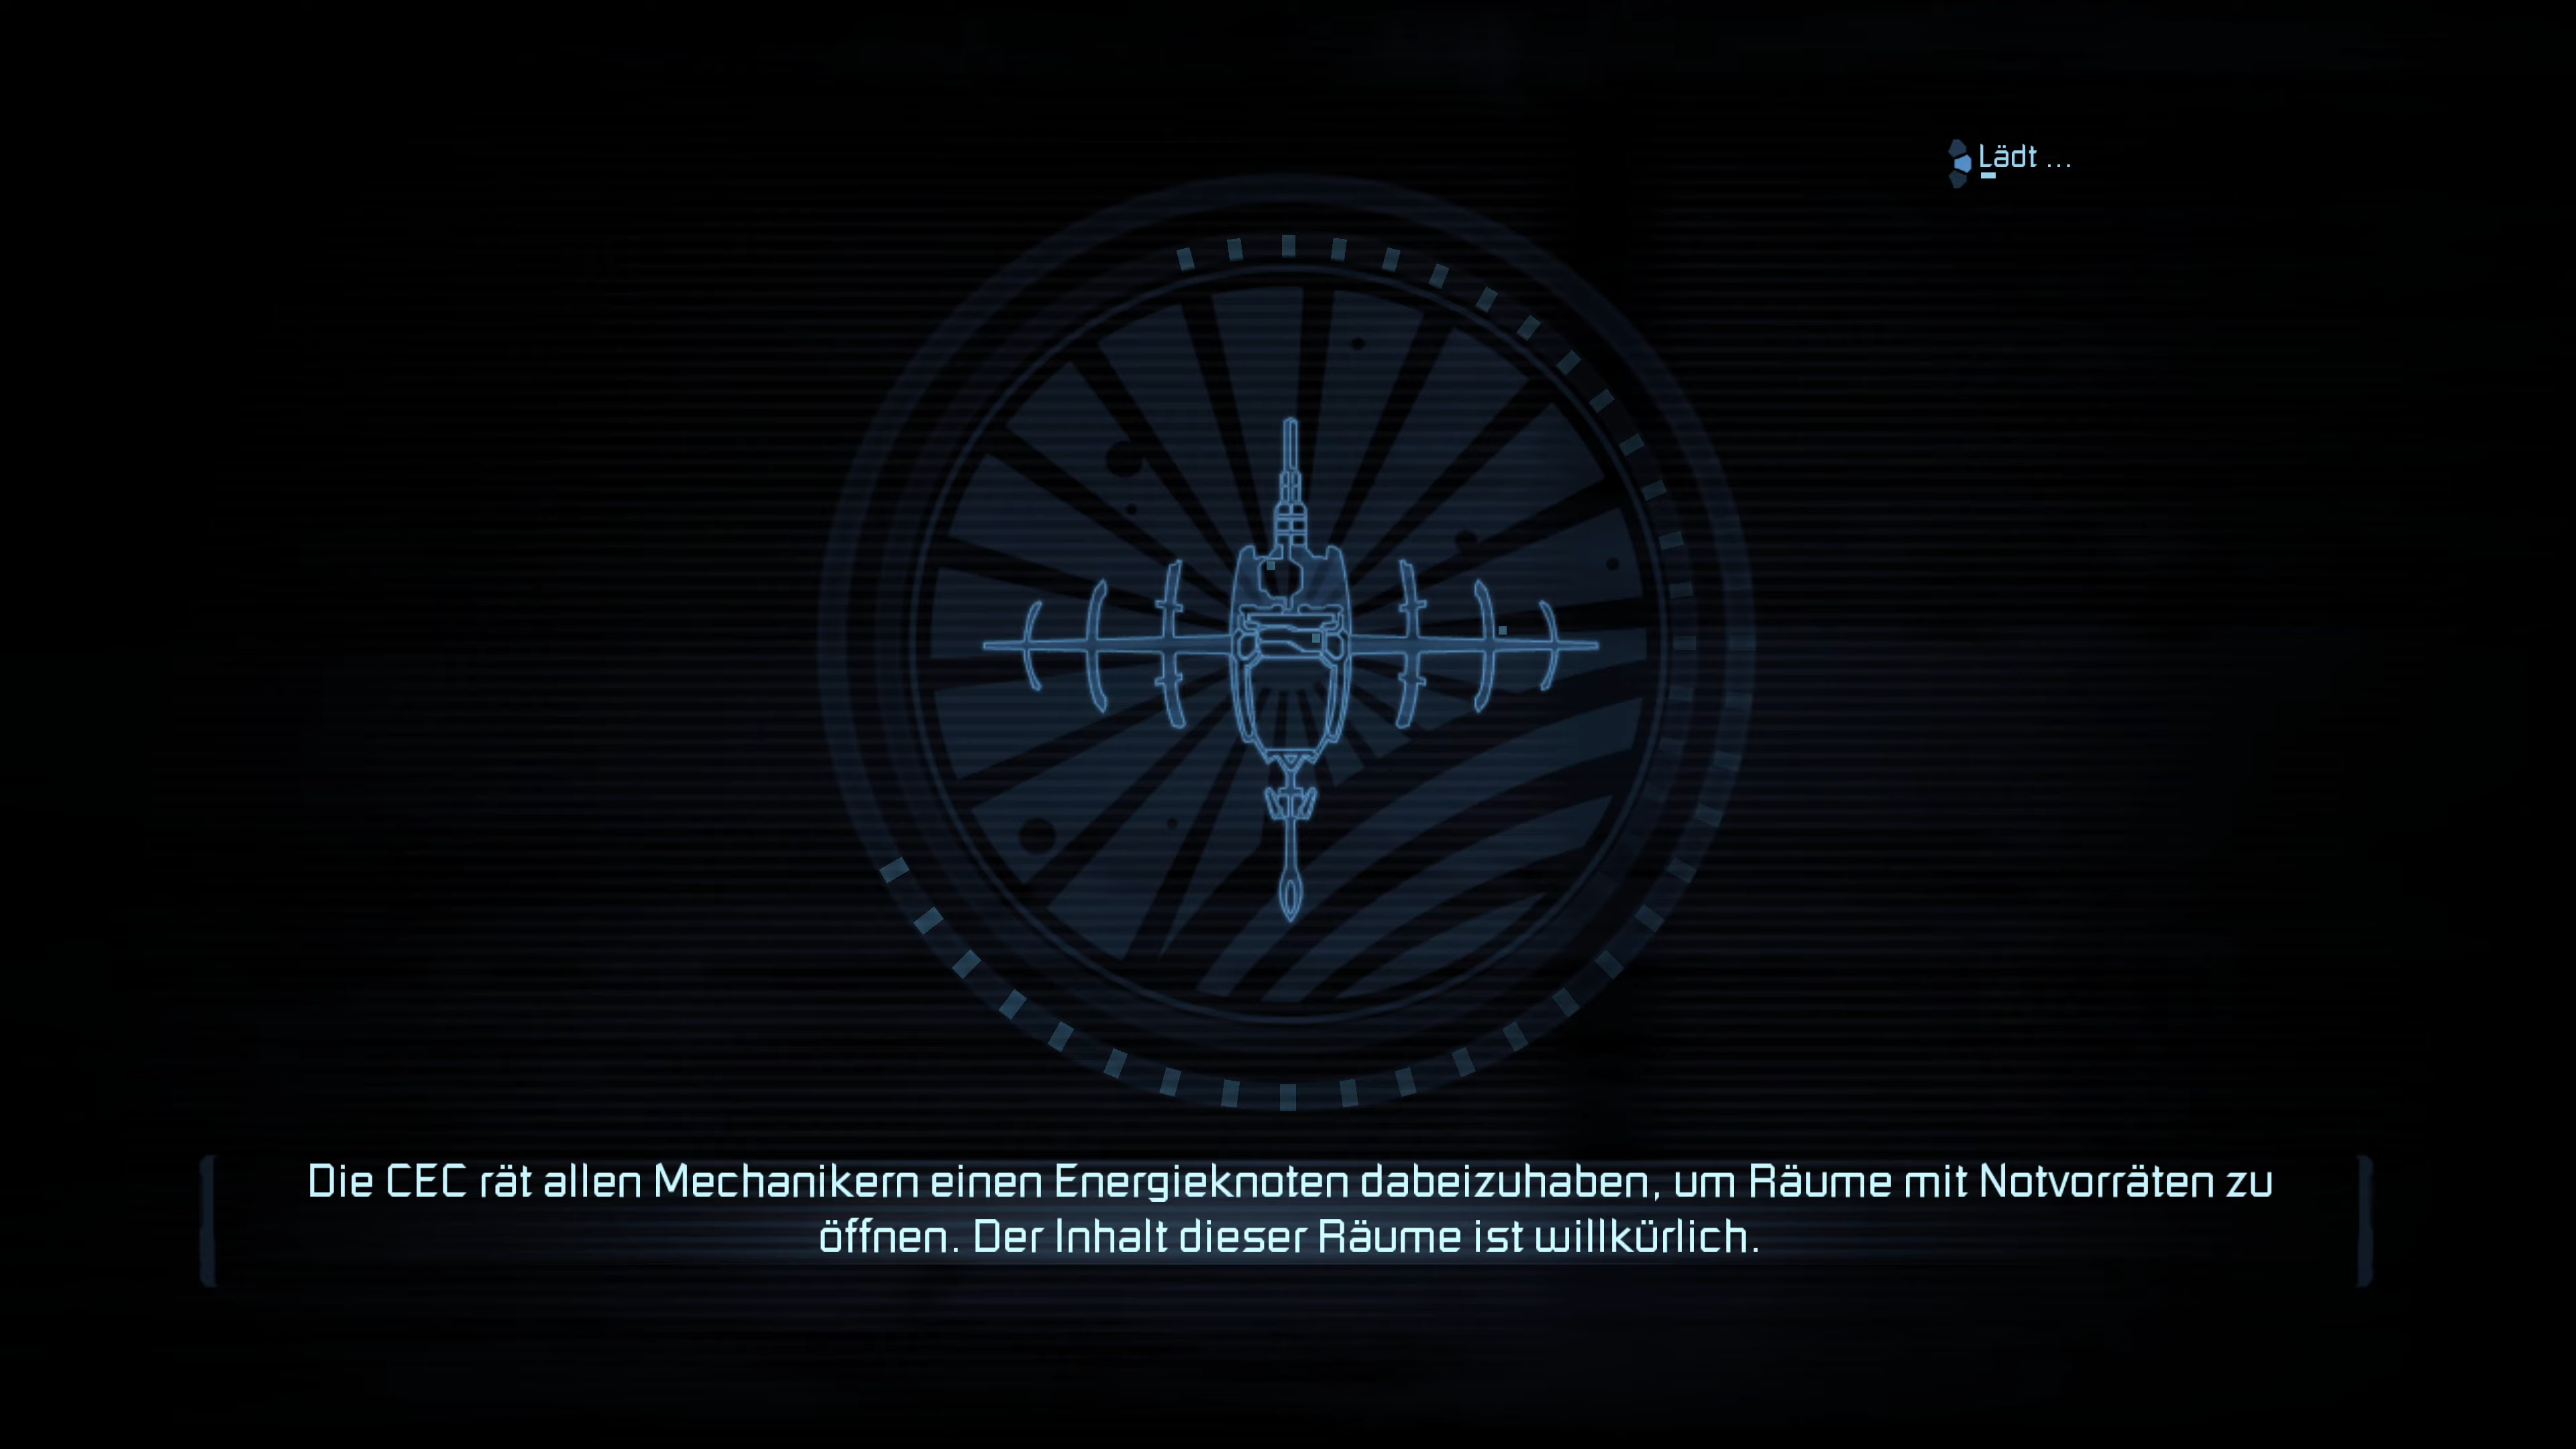 Lädt ...
Die CEC rät allen Mechanikern einen Energieknoten dabeizuhaben, um Räume mit Notvorräten zu
öffnen. Der Inhalt dieser Räume ist willkürlich.